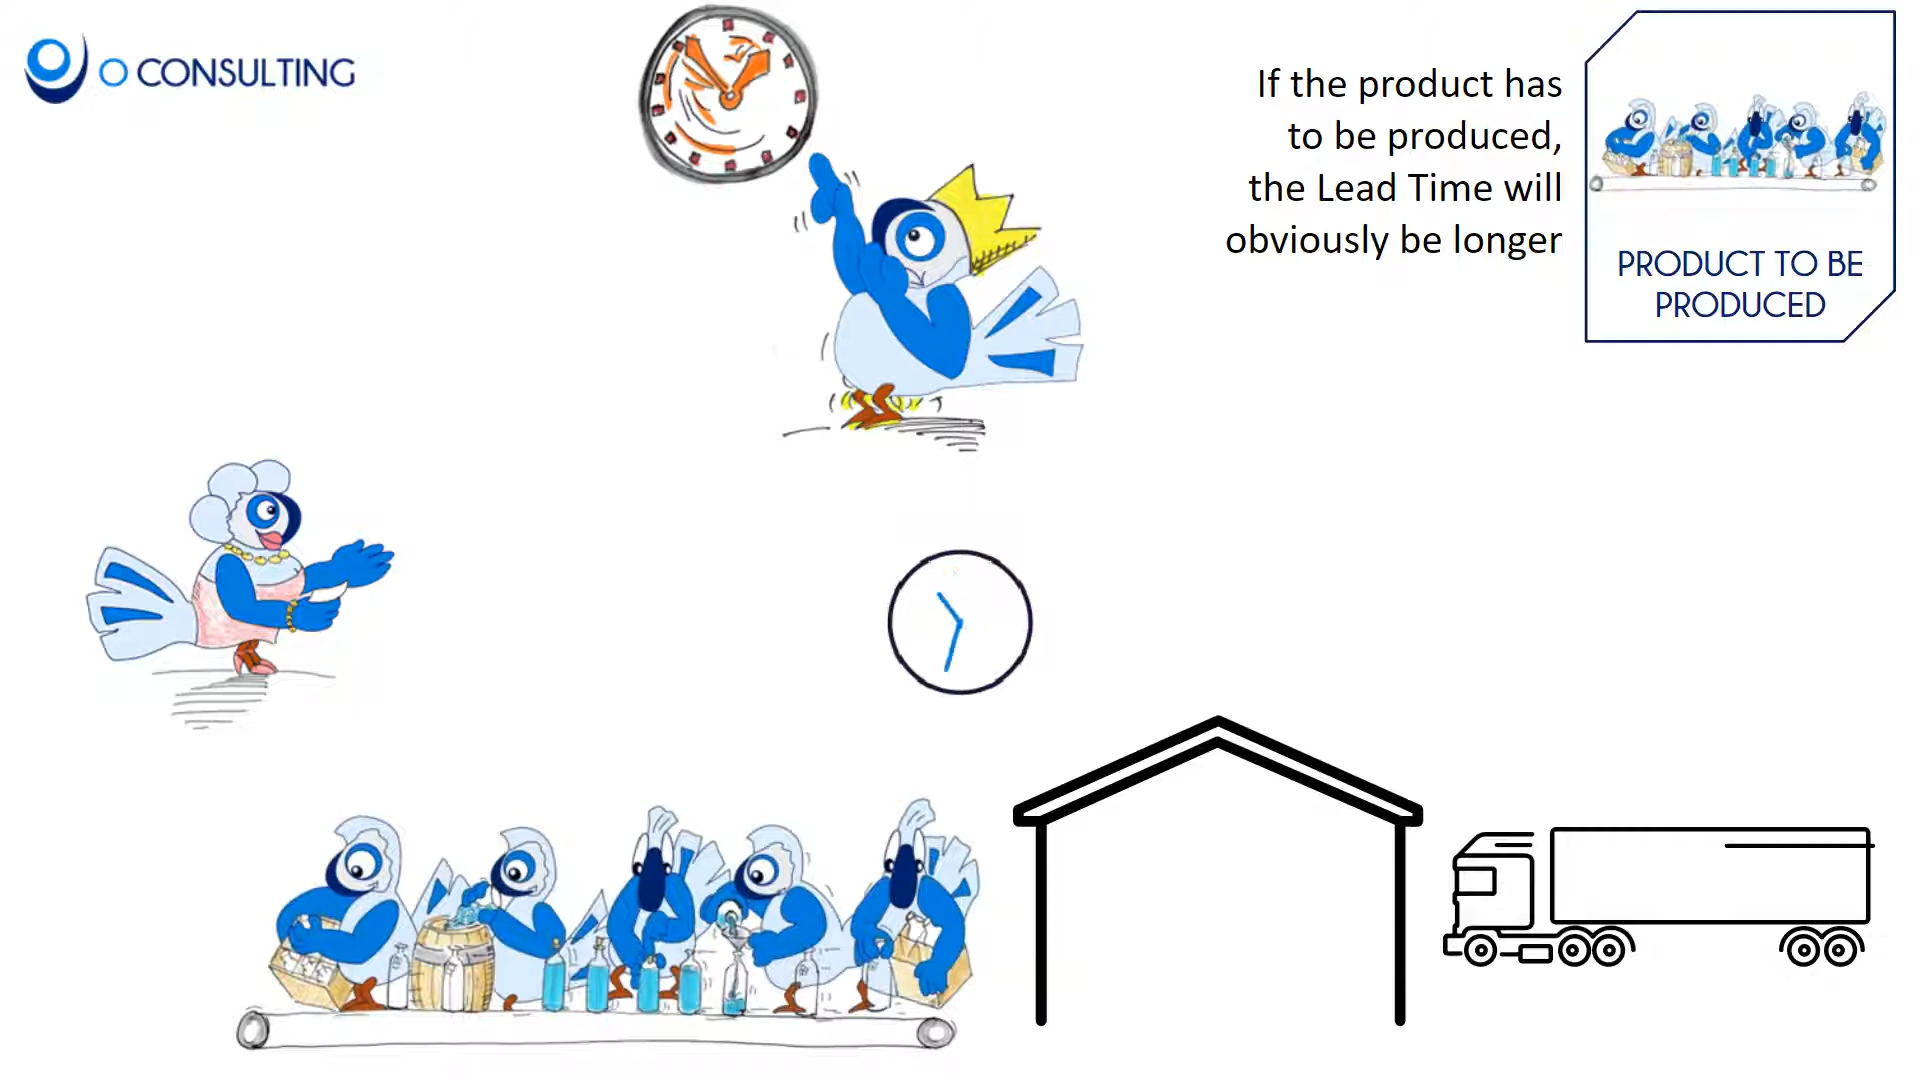 O CONSULTING
If the product has
to be produced,
the Lead Time will
obviously be longer
PRODUCT TO BE
PRODUCED